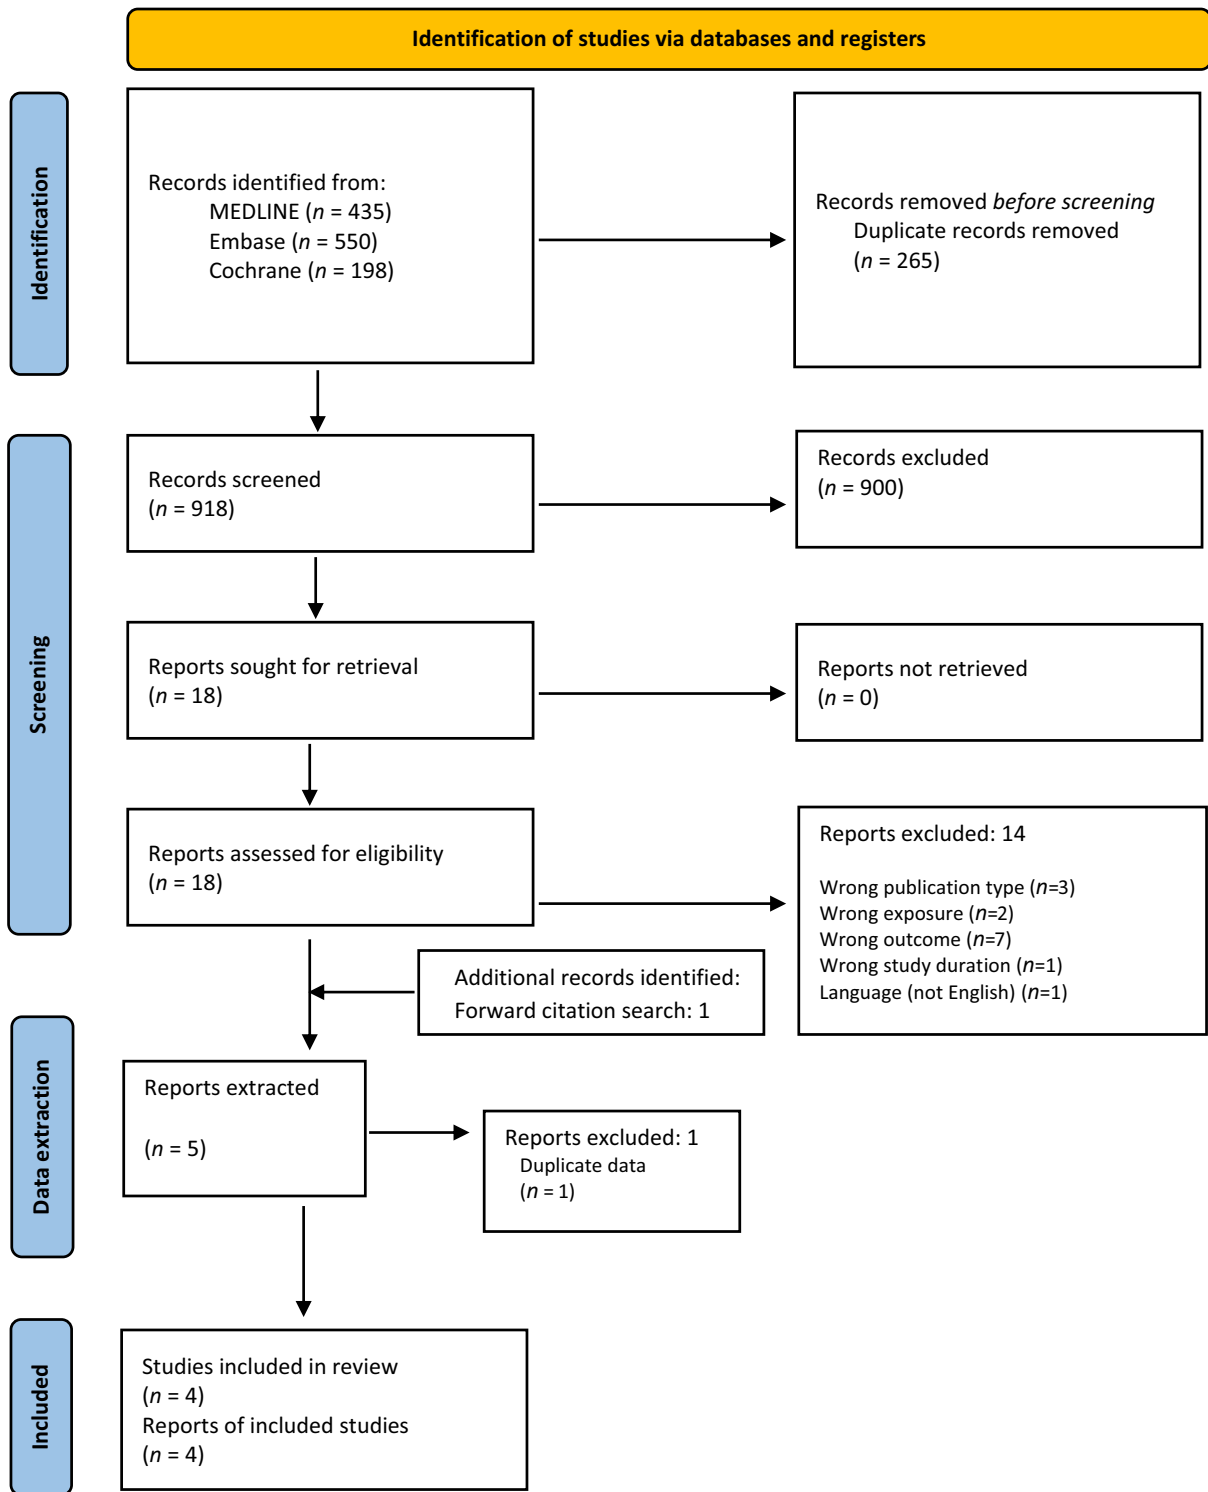 Identification of studies via databases and registers
Identification
Records identified from:
MEDLINE (n = 435)
Embase (n = 550)
Cochrane (n = 198)
Records removed before screening
Duplicate records removed
(n = 265)
Screening
Records screened
(n = 918)
Records excluded
(n = 900)
Reports sought for retrieval
(n = 18)
Reports not retrieved
(n = 0)
Reports assessed for eligibility
(n = 18)
Reports excluded: 14
Wrong publication type (n=3)
Wrong exposure (n=2)
Wrong outcome (n=7)
Wrong study duration (n=1)
Language (not English) (n=1)
Additional records identified:
Forward citation search: 1
Data extraction
Reports extracted
(n = 5)
Reports excluded: 1
Duplicate data
(n = 1)
Included
Studies included in review
(n = 4)
Reports of included studies
(n = 4)